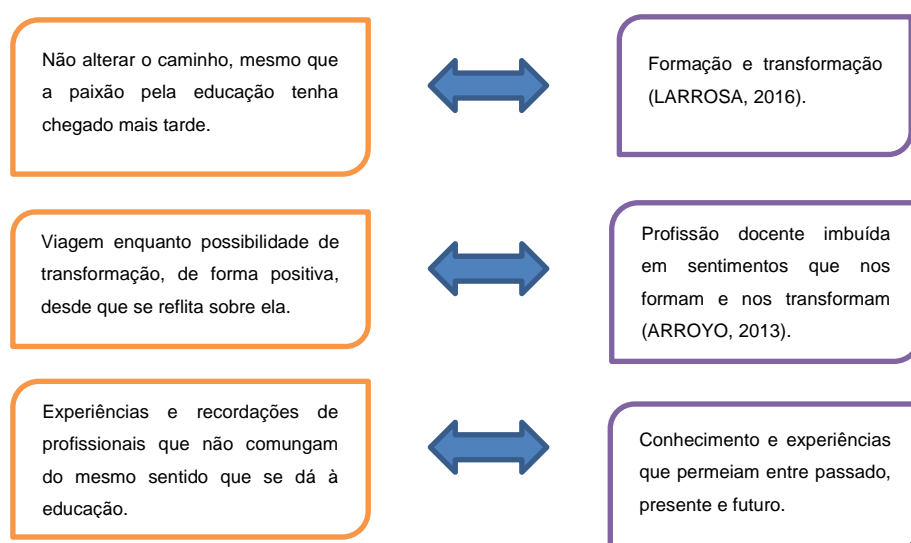 Não alterar o caminho, mesmo que
a paixão pela educação tenha
chegado mais tarde.
Formação e transformação
(LARROSA, 2016).
Viagem enquanto possibilidade de
transformação, de forma positiva,
desde que se reflita sobre ela.
Profissão docente imbuída
em sentimentos que nos
formam e nos transformam
(ARROYO, 2013).
Experiências e recordações de
profissionais que não comungam
do mesmo sentido que se dá à
educação.
Conhecimento e experiências
que permeiam entre passado,
presente e futuro.